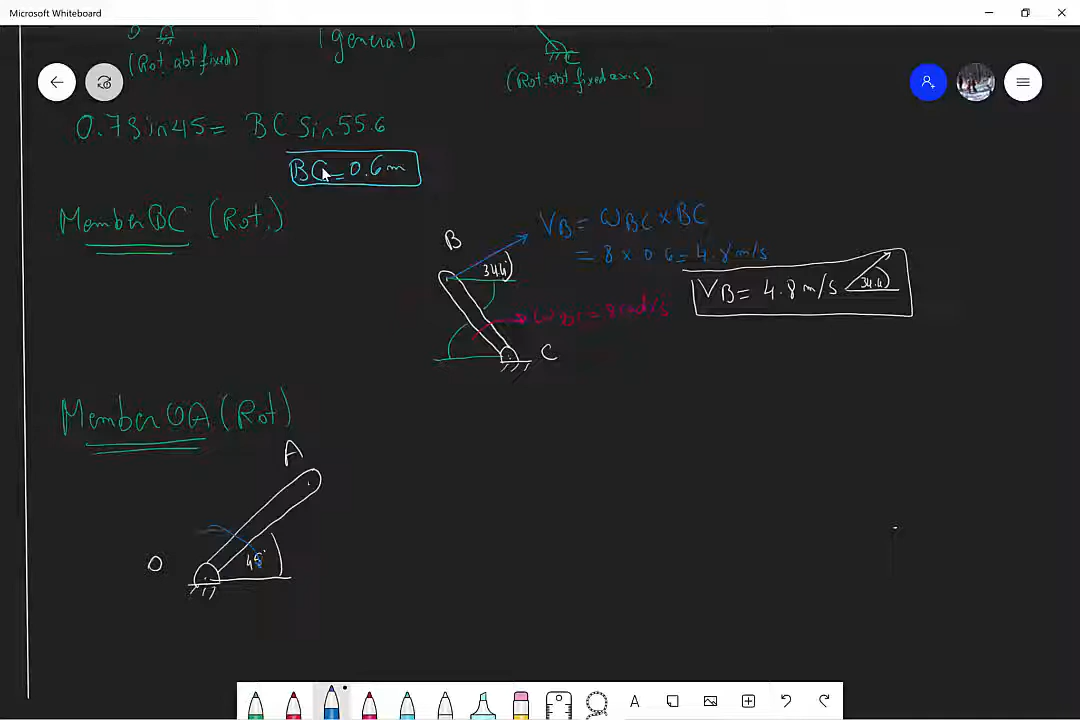 Microsoft Whiteboard
(general)
(Rot. abt fixed)
C
(Rot. abt fixed axis)
0.7 Sin 45 = BC Sin 55.6
BC = 0.6 m
Member BC (Rot.)
B
VB = ωBC × BC
= 8 × 0.6 = 4.8 m/s
34.4°
VB = 4.8 m/s
34.4
ωBC = 8 rad/s
C
Member OA (Rot)
A
O
45°
A